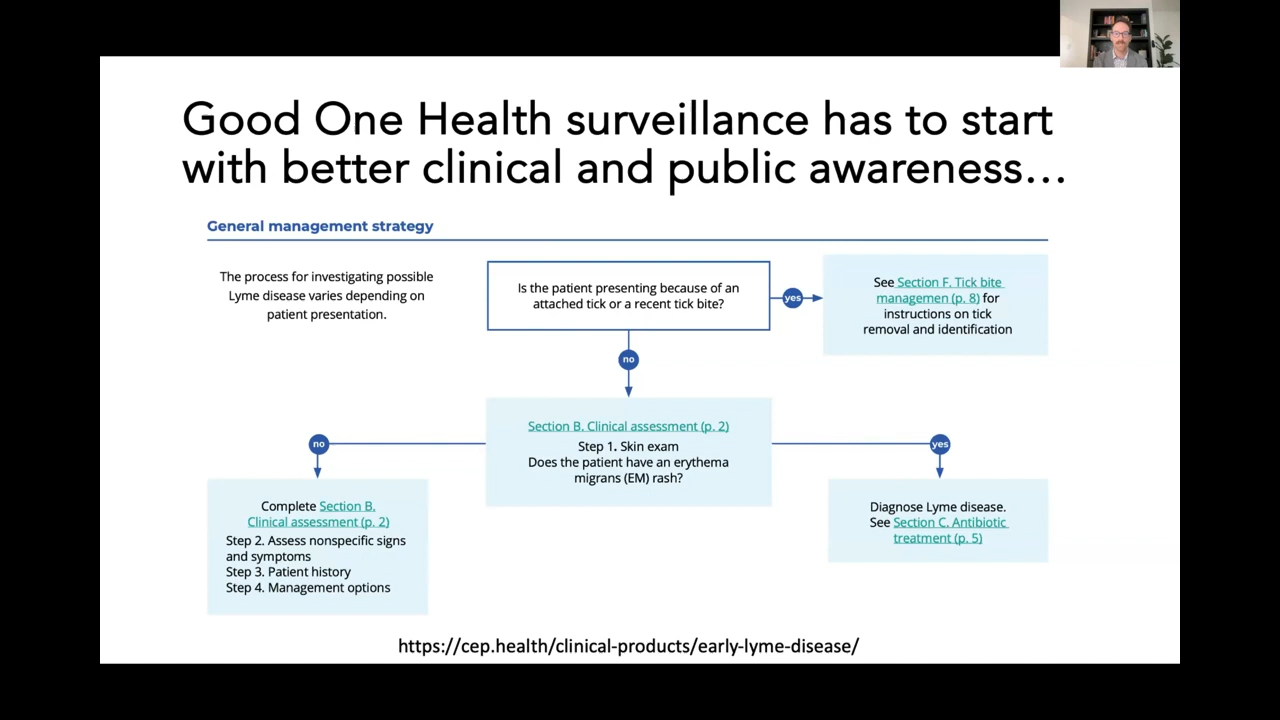 Good One Health surveillance has to start
with better clinical and public awareness...
General management strategy
The process for investigating possible
Lyme disease varies depending on
patient presentation.
Is the patient presenting because of an
attached tick or a recent tick bite?
yes
See Section F. Tick bite
managemen (p. 8) for
instructions on tick
removal and identification
no
Section B. Clinical assessment (p. 2)
Step 1. Skin exam
Does the patient have an erythema
migrans (EM) rash?
no
yes
Complete Section B.
Clinical assessment (p. 2)
Step 2. Assess nonspecific signs
and symptoms
Step 3. Patient history
Step 4. Management options
Diagnose Lyme disease.
See Section C. Antibiotic
treatment (p. 5)
https://cep.health/clinical-products/early-lyme-disease/